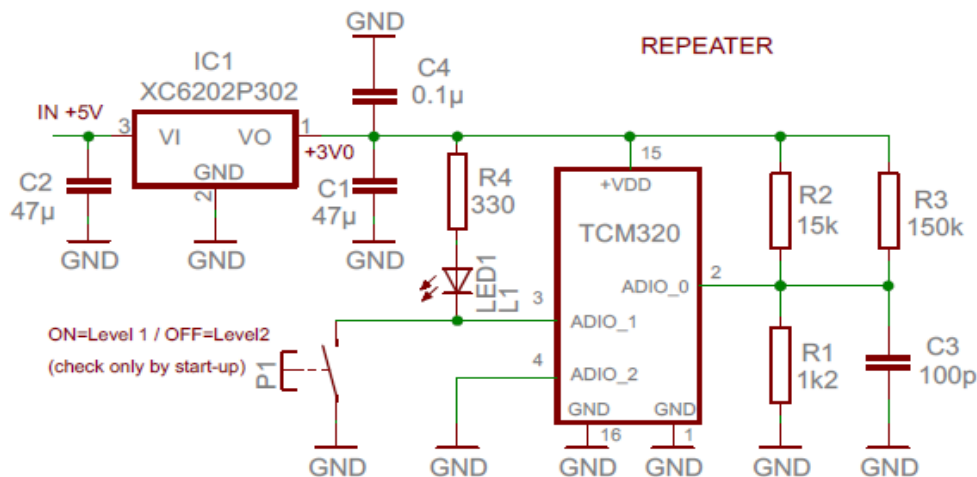 GND
REPEATER
IC1
XC6202P302
C4
0.1µ
IN +5V
3
VI
VO
1
+3V0
GND
2
15
+VDD
C2
47µ
C1
47µ
R4
330
R2
15k
R3
150k
TCM320
GND
GND
GND
LED1
L1
ADIO_0
2
3
ADIO_1
ON=Level 1 / OFF=Level2
(check only by start-up)
P1
4
ADIO_2
R1
1k2
C3
100p
GND
GND
16
1
GND
GND
GND
GND
GND
GND